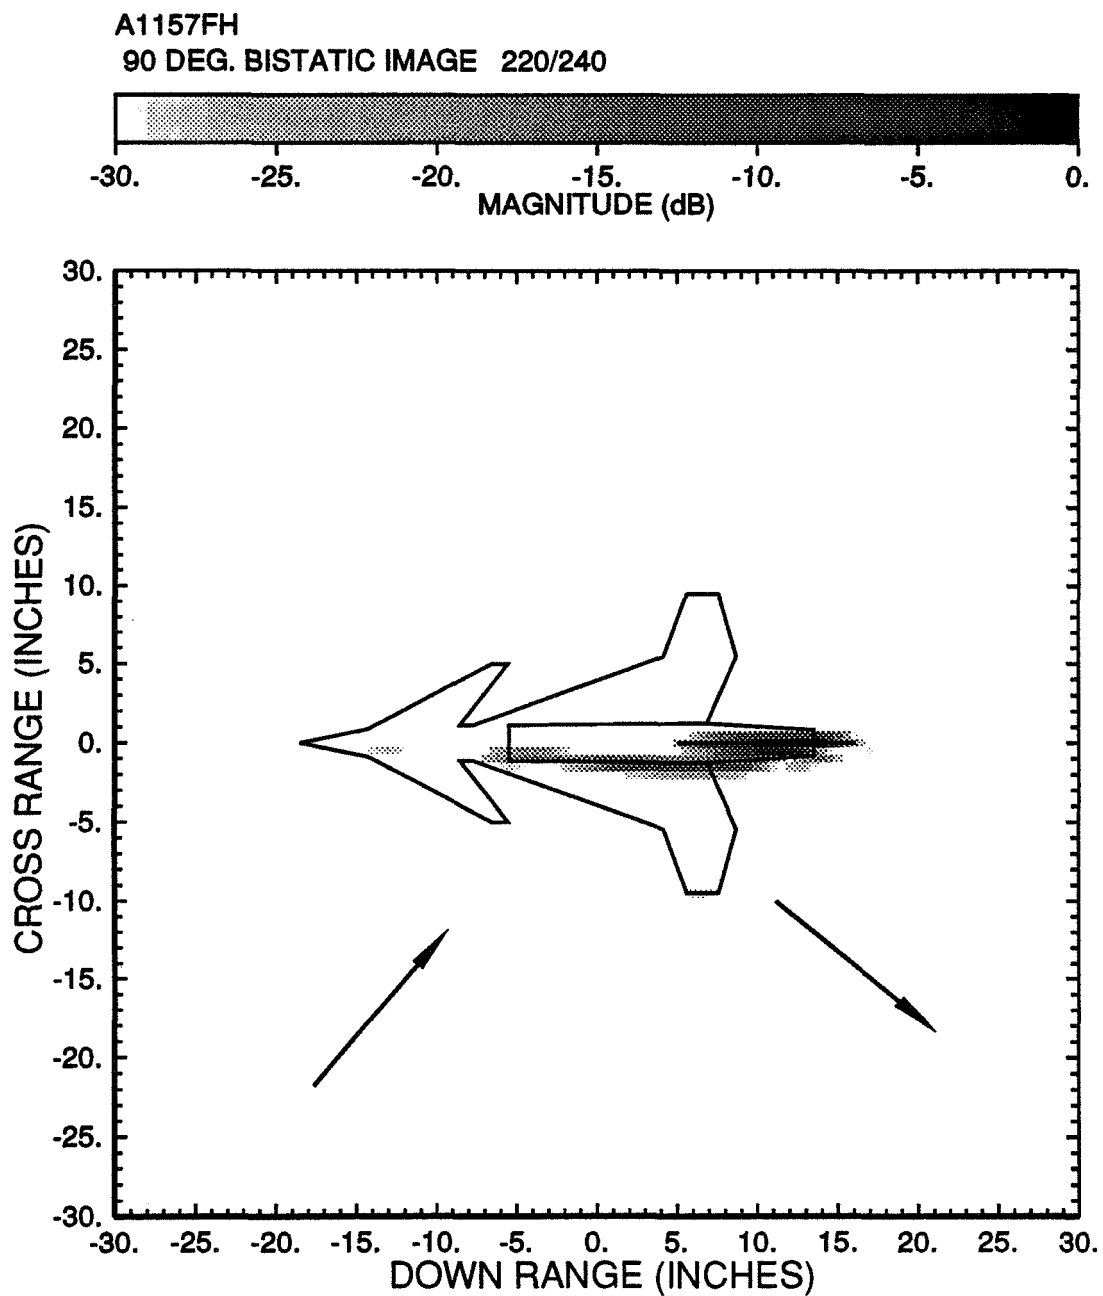 A1157FH
90 DEG. BISTATIC IMAGE 220/240
-30. -25. -20. -15. -10. -5. 0.
MAGNITUDE (dB)
30.
25.
20.
15.
10.
5.
0.
-5.
-10.
-15.
-20.
-25.
-30.
CROSS RANGE (INCHES)
-30. -25. -20. -15. -10. -5. 0. 5. 10. 15. 20. 25. 30.
DOWN RANGE (INCHES)